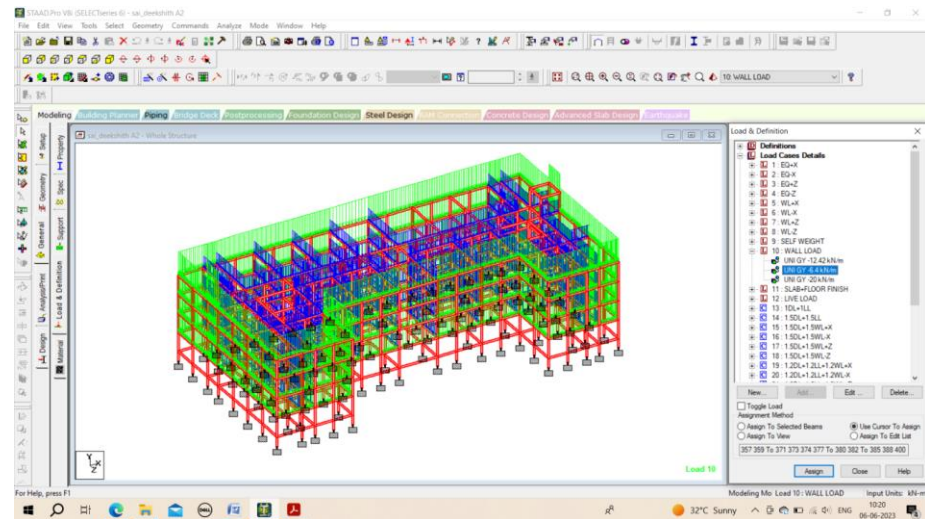 STAAD.Pro V8i (SELECTseries 6) - sai_deekshith A2
File Edit View Tools Select Geometry Commands Analyze Mode Window Help
10: WALL LOAD
Modeling Building Planner Piping Bridge Deck Postprocessing Foundation Design Steel Design RAM Connection Concrete Design Advanced Slab Design Earthquake
Setup
Geometry
General
Analysis/Print
Design
Property
Spec
Support
Load & Definition
Material
sai_deekshith A2 - Whole Structure
Y
X
Z
Load 10
Load & Definition
Definitions
Load Cases Details
1 : EQ+X
2 : EQ-X
3 : EQ+Z
4 : EQ-Z
5 : WL+X
6 : WL-X
7 : WL+Z
8 : WL-Z
9 : SELF WEIGHT
10 : WALL LOAD
UNI GY -12.42 kN/m
UNI GY -6.4 kN/m
UNI GY -20 kN/m
11 : SLAB+FLOOR FINISH
12 : LIVE LOAD
13 : 1DL+1LL
14 : 1.5DL+1.5LL
15 : 1.5DL+1.5WL+X
16 : 1.5DL+1.5WL-X
17 : 1.5DL+1.5WL+Z
18 : 1.5DL+1.5WL-Z
19 : 1.2DL+1.2LL+1.2WL+X
20 : 1.2DL+1.2LL+1.2WL-X
New... Add... Edit ... Delete...
Toggle Load
Assignment Method
Assign To Selected Beams Use Cursor To Assign
Assign To View Assign To Edit List
357 359 To 371 373 374 377 To 380 382 To 385 388 400
Assign Close Help
For Help, press F1
Modeling Mo Load 10 : WALL LOAD Input Units: kN-m
32°C Sunny ENG
10:20
06-06-2023